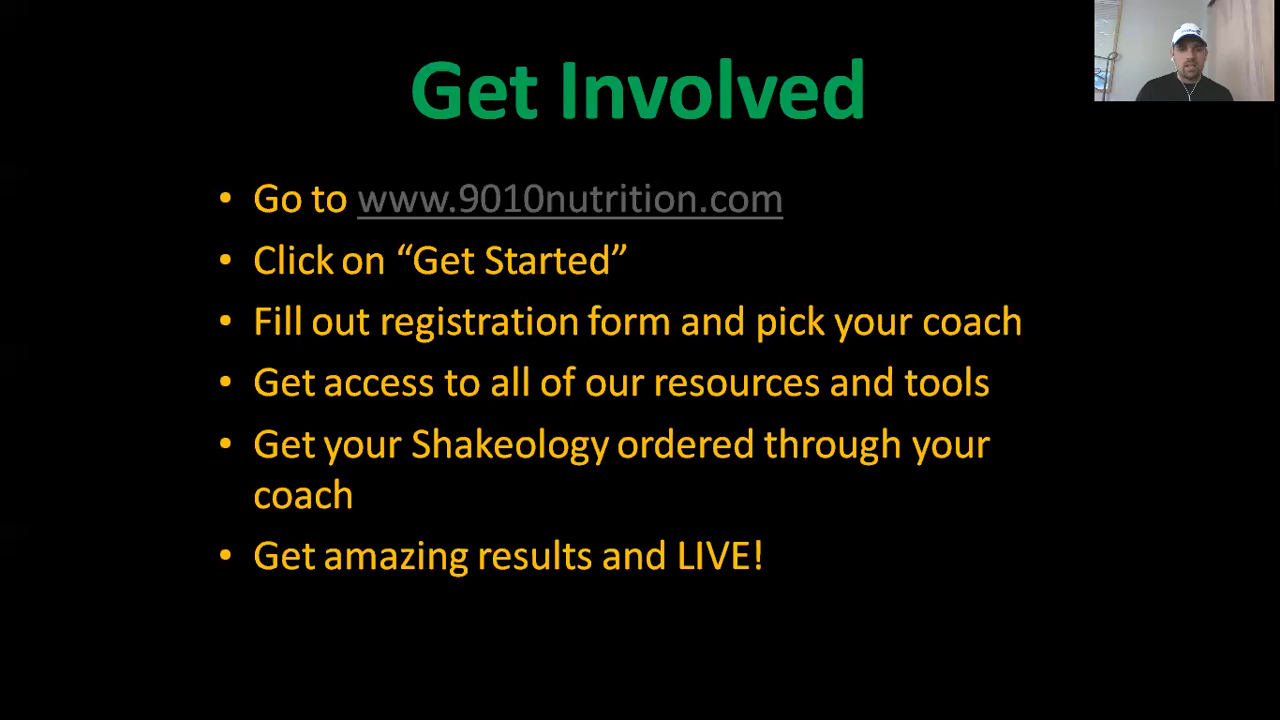 Get Involved
• Go to www.9010nutrition.com
• Click on “Get Started”
• Fill out registration form and pick your coach
• Get access to all of our resources and tools
• Get your Shakeology ordered through your
coach
• Get amazing results and LIVE!